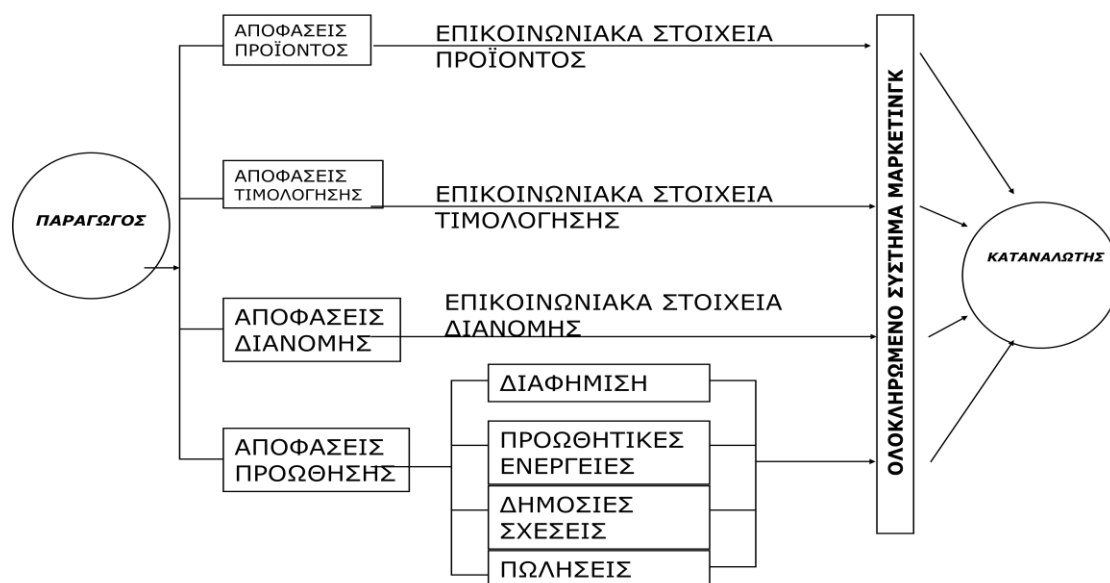 ΠΑΡΑΓΩΓΟΣ
ΑΠΟΦΑΣΕΙΣ
ΠΡΟΪΟΝΤΟΣ
ΕΠΙΚΟΙΝΩΝΙΑΚΑ ΣΤΟΙΧΕΙΑ
ΠΡΟΪΟΝΤΟΣ
ΑΠΟΦΑΣΕΙΣ
ΤΙΜΟΛΟΓΗΣΗΣ
ΕΠΙΚΟΙΝΩΝΙΑΚΑ ΣΤΟΙΧΕΙΑ
ΤΙΜΟΛΟΓΗΣΗΣ
ΑΠΟΦΑΣΕΙΣ
ΔΙΑΝΟΜΗΣ
ΕΠΙΚΟΙΝΩΝΙΑΚΑ ΣΤΟΙΧΕΙΑ
ΔΙΑΝΟΜΗΣ
ΑΠΟΦΑΣΕΙΣ
ΠΡΟΩΘΗΣΗΣ
ΔΙΑΦΗΜΙΣΗ
ΠΡΟΩΘΗΤΙΚΕΣ
ΕΝΕΡΓΕΙΕΣ
ΔΗΜΟΣΙΕΣ
ΣΧΕΣΕΙΣ
ΠΩΛΗΣΕΙΣ
ΟΛΟΚΛΗΡΩΜΕΝΟ ΣΥΣΤΗΜΑ ΜΑΡΚΕΤΙΝΓΚ
ΚΑΤΑΝΑΛΩΤΗΣ